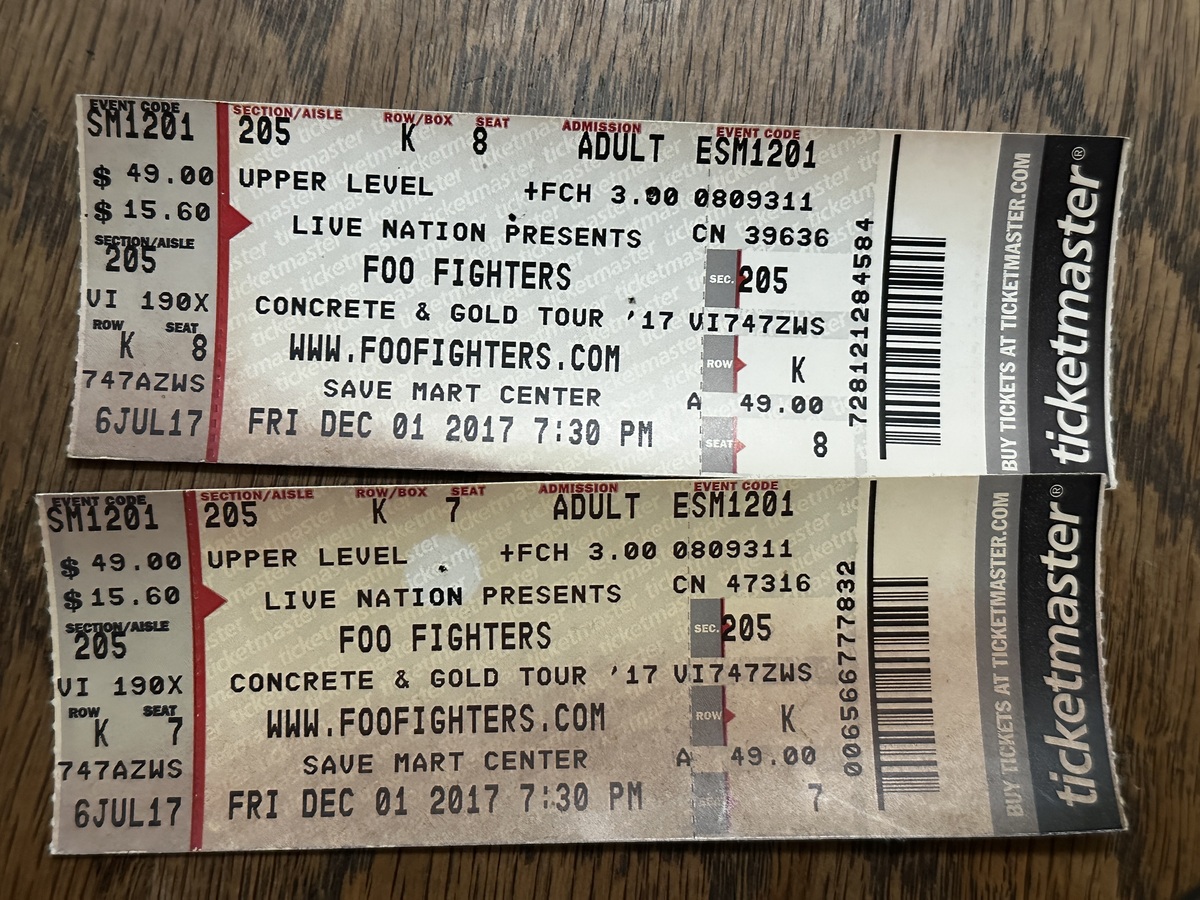 EVENT CODE
SM1201
$ 49.00
$ 15.60
SECTION/AISLE
205
VI 190X
ROW SEAT
K 8
747AZWS
6JUL17
SECTION/AISLE ROW/BOX SEAT ADMISSION EVENT CODE
205 K 8 ADULT ESM1201
UPPER LEVEL +FCH 3.00 0809311
LIVE NATION PRESENTS CN 39636
FOO FIGHTERS SEC. 205
CONCRETE & GOLD TOUR '17 VI747ZWS
WWW.FOOFIGHTERS.COM ROW K
SAVE MART CENTER A 49.00
FRI DEC 01 2017 7:30 PM SEAT 8
728121284584
BUY TICKETS AT TICKETMASTER.COM
ticketmaster®
EVENT CODE
SM1201
$ 49.00
$ 15.60
SECTION/AISLE
205
VI 190X
ROW SEAT
K 7
747AZWS
6JUL17
SECTION/AISLE ROW/BOX SEAT ADMISSION EVENT CODE
205 K 7 ADULT ESM1201
UPPER LEVEL +FCH 3.00 0809311
LIVE NATION PRESENTS CN 47316
FOO FIGHTERS SEC. 205
CONCRETE & GOLD TOUR '17 VI747ZWS
WWW.FOOFIGHTERS.COM ROW K
SAVE MART CENTER A 49.00
FRI DEC 01 2017 7:30 PM SEAT 7
006566777832
BUY TICKETS AT TICKETMASTER.COM
ticketmaster®